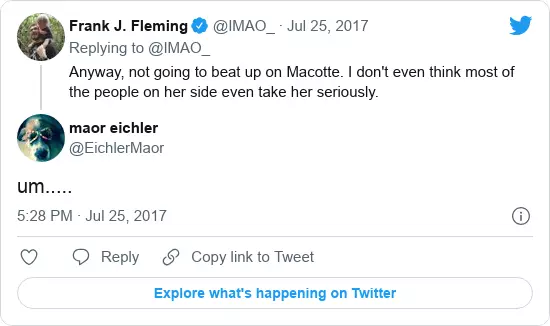 Frank J. Fleming @IMAO_ · Jul 25, 2017
Replying to @IMAO_
Anyway, not going to beat up on Macotte. I don't even think most of
the people on her side even take her seriously.
maor eichler
@EichlerMaor
um.....
5:28 PM · Jul 25, 2017
Reply
Copy link to Tweet
Explore what's happening on Twitter